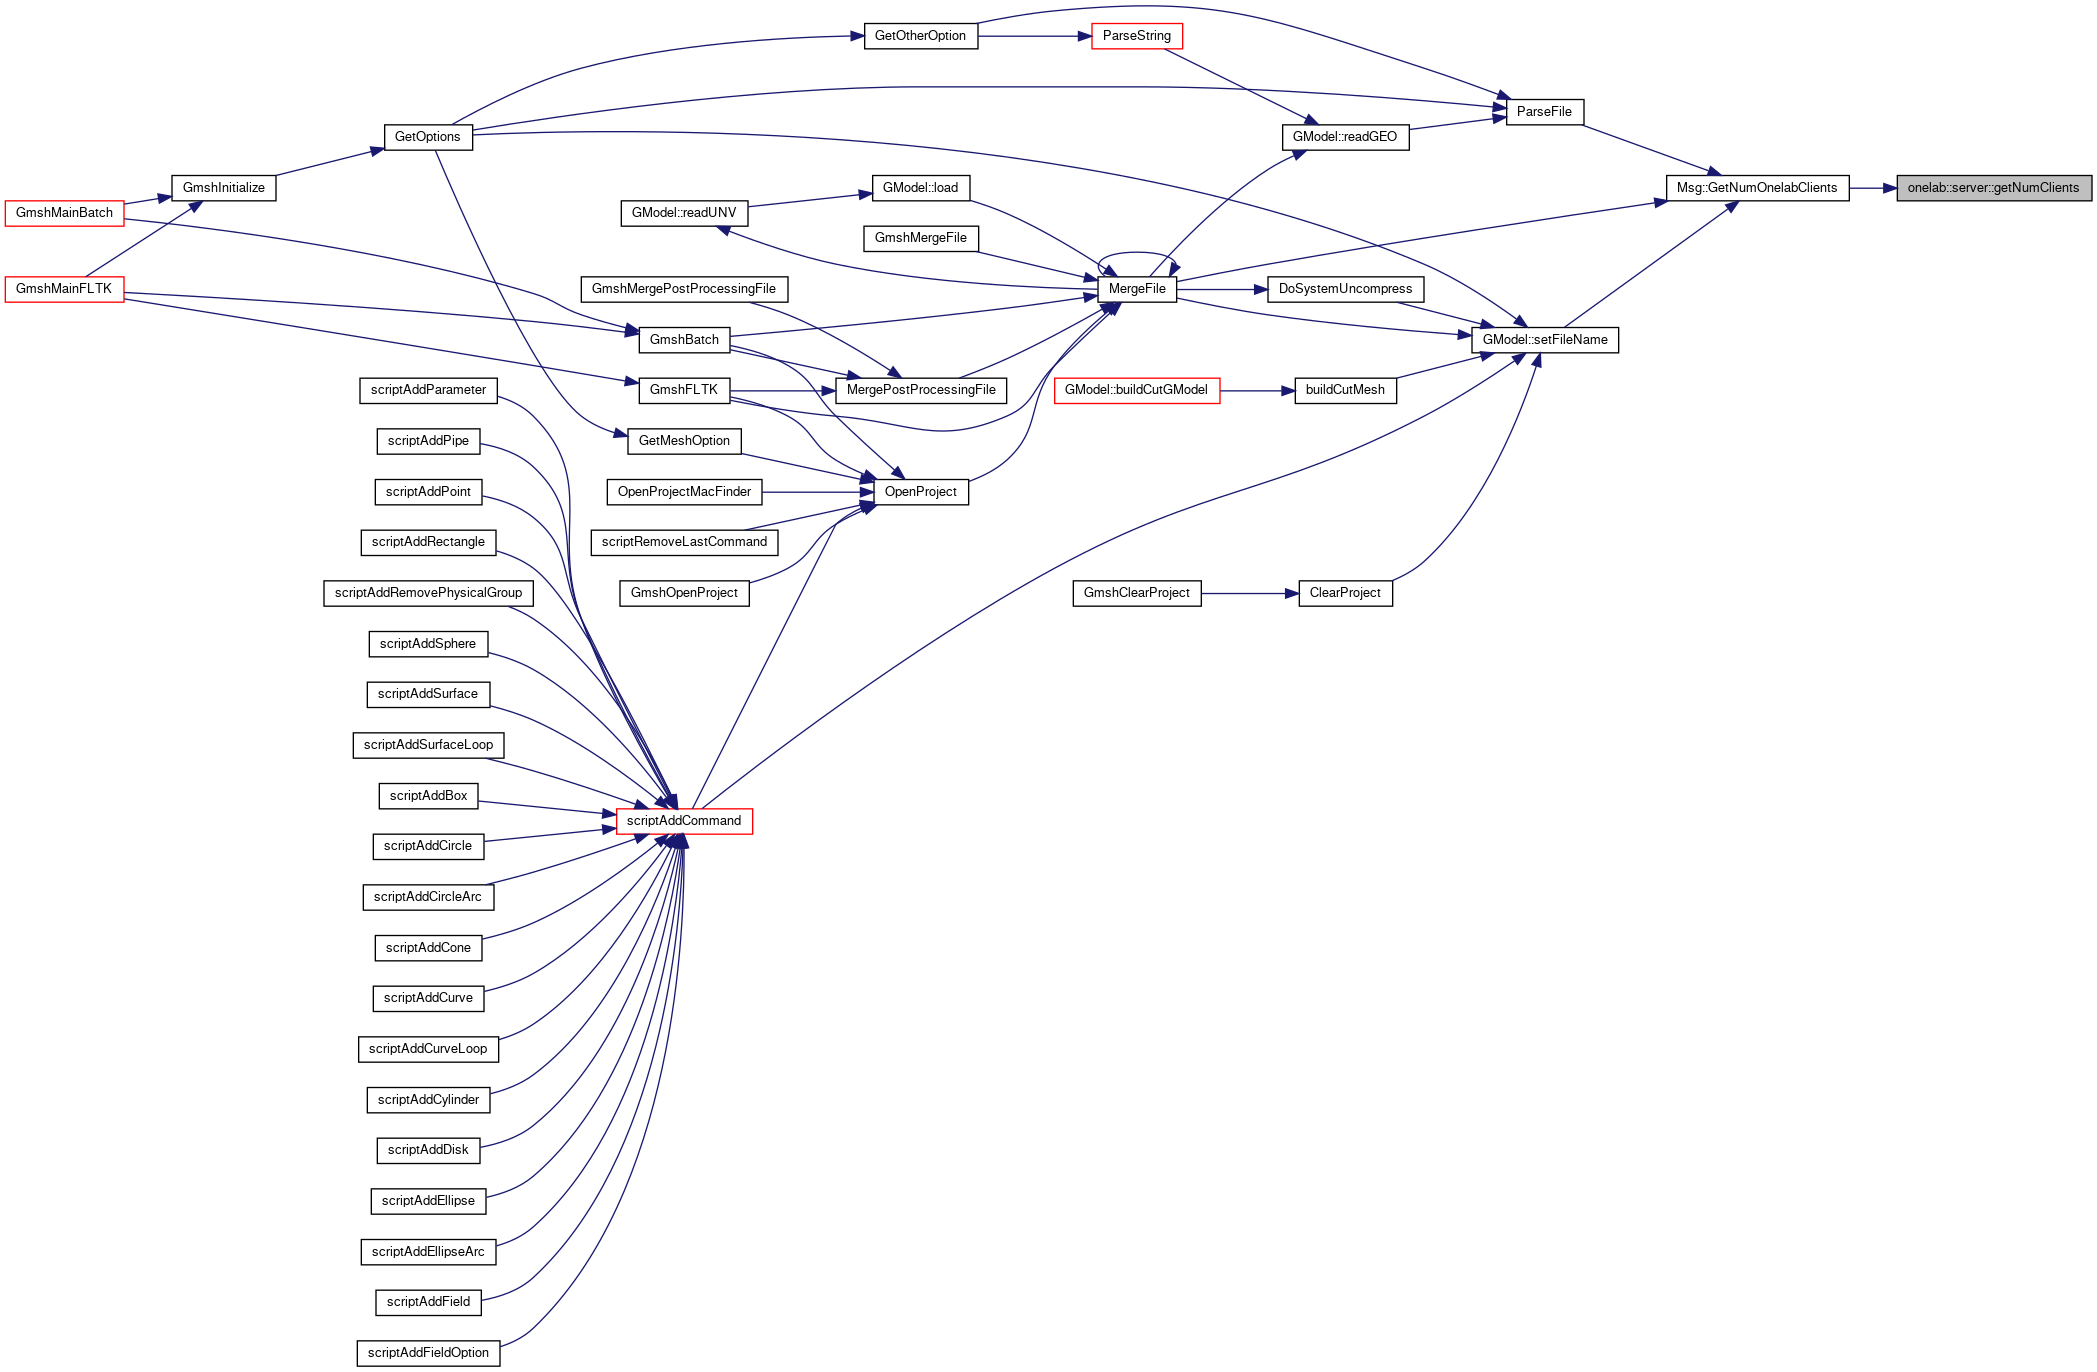 GetOtherOption
ParseString
ParseFile
GetOptions
GModel::readGEO
GmshInitialize
GModel::load
Msg::GetNumOnelabClients
onelab::server::getNumClients
GmshMainBatch
GModel::readUNV
GmshMergeFile
GmshMainFLTK
GmshMergePostProcessingFile
MergeFile
DoSystemUncompress
GmshBatch
GModel::setFileName
scriptAddParameter
GmshFLTK
MergePostProcessingFile
GModel::buildCutGModel
buildCutMesh
scriptAddPipe
GetMeshOption
scriptAddPoint
OpenProjectMacFinder
OpenProject
scriptAddRectangle
scriptRemoveLastCommand
scriptAddRemovePhysicalGroup
GmshOpenProject
GmshClearProject
ClearProject
scriptAddSphere
scriptAddSurface
scriptAddSurfaceLoop
scriptAddBox
scriptAddCommand
scriptAddCircle
scriptAddCircleArc
scriptAddCone
scriptAddCurve
scriptAddCurveLoop
scriptAddCylinder
scriptAddDisk
scriptAddEllipse
scriptAddEllipseArc
scriptAddField
scriptAddFieldOption